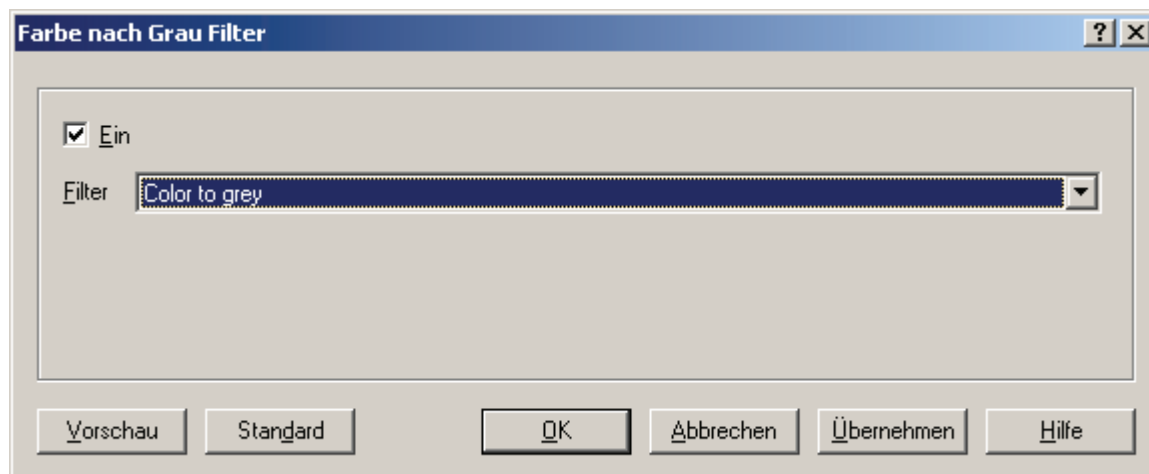 Farbe nach Grau Filter
Ein
Filter Color to grey
Vorschau Standard OK Abbrechen Übernehmen Hilfe